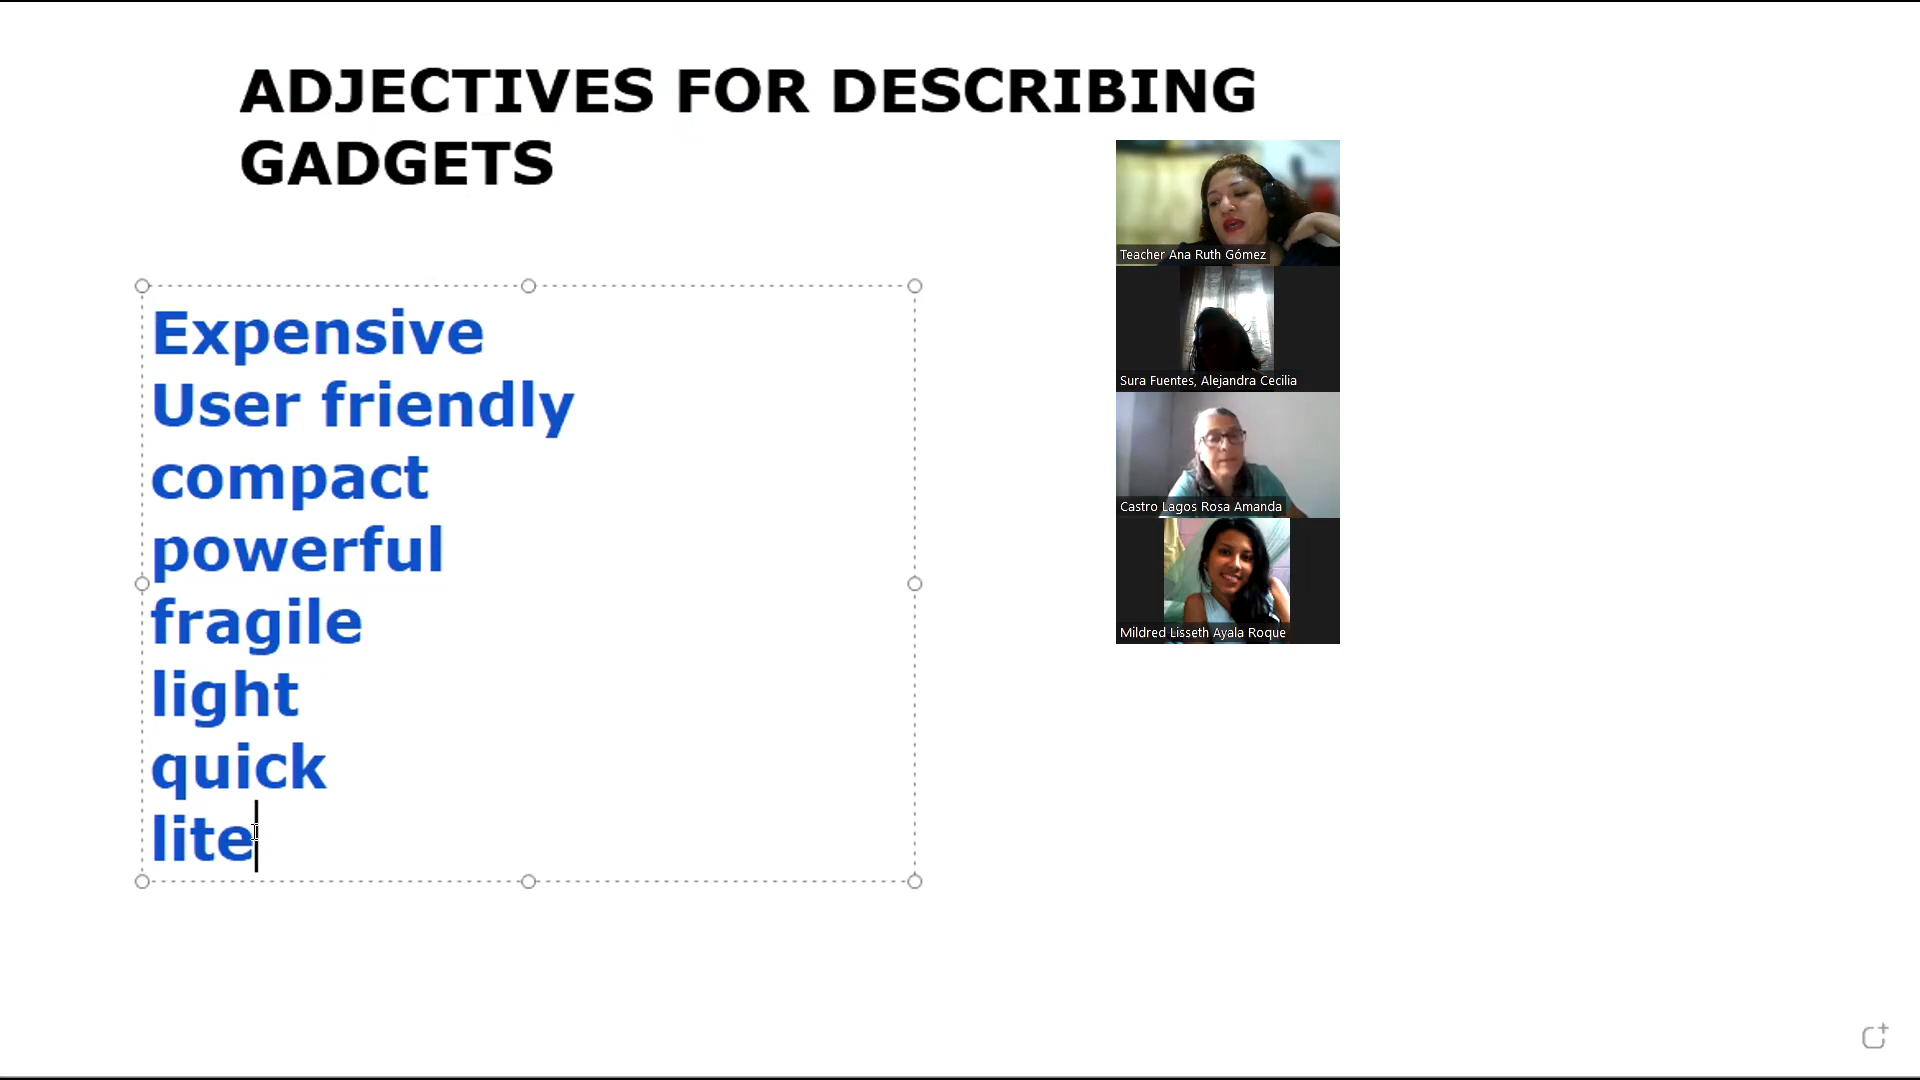 ADJECTIVES FOR DESCRIBING
GADGETS
Expensive
User friendly
compact
powerful
fragile
light
quick
lite
Teacher Ana Ruth Gómez
Sura Fuentes, Alejandra Cecilia
Castro Lagos Rosa Amanda
Mildred Lisseth Ayala Roque